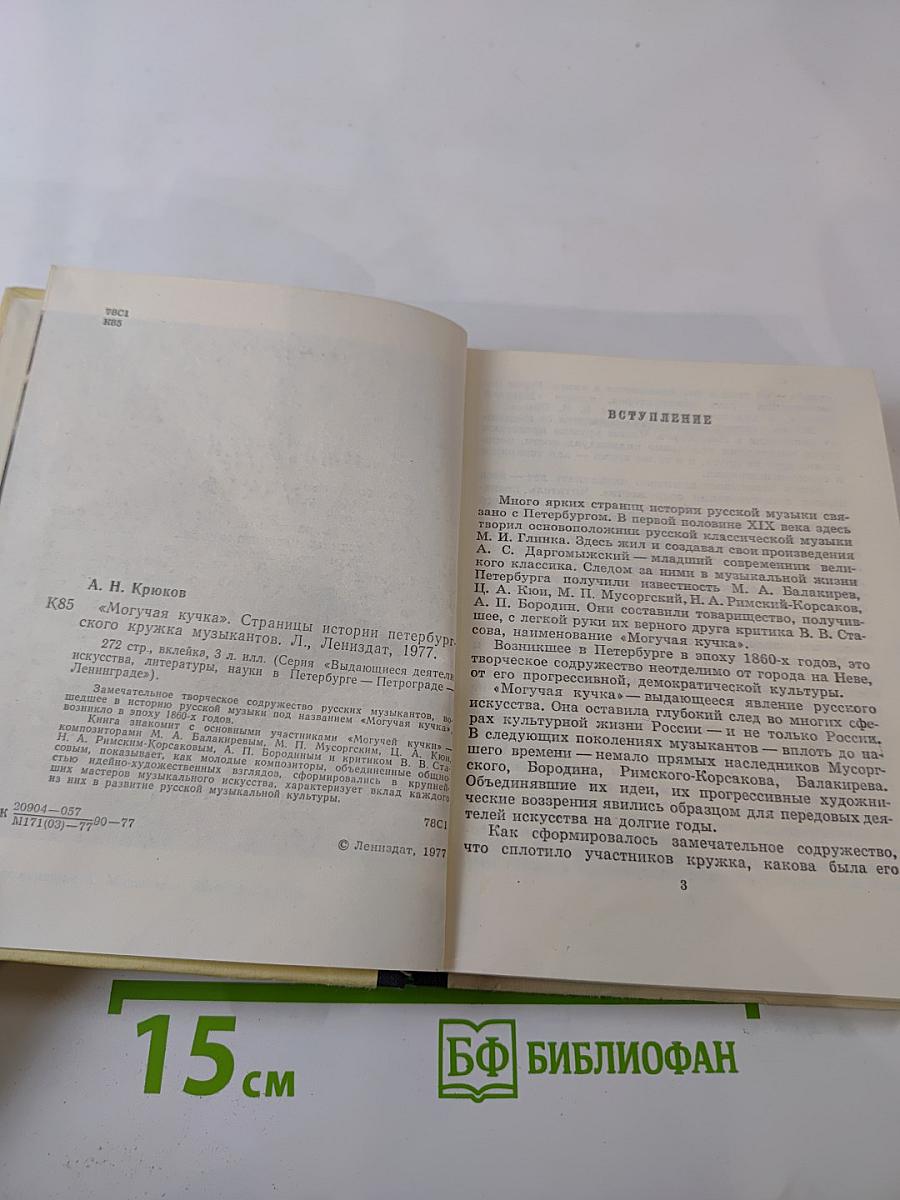 78С1
К85
А. Н. Крюков
К85 «Могучая кучка». Страницы истории петербург-
ского кружка музыкантов. Л., Лениздат, 1977.
272 стр., вклейка, 3 л. илл. (Серия «Выдающиеся деятели
искусства, литературы, науки в Петербурге — Петрограде —
Ленинграде»).
Замечательное творческое содружество русских музыкантов, во-
шедшее в историю русской музыки под названием «Могучая кучка»,
возникло в эпоху 1860-х годов.
Книга знакомит с основными участниками «Могучей кучки» —
композиторами М. А. Балакиревым, М. П. Мусоргским, Ц. А. Кюи,
Н. А. Римским-Корсаковым, А. П. Бородиным и критиком В. В. Ста-
совым, показывает, как молодые композиторы, объединенные общно-
стью идейно-художественных взглядов, сформировались в крупней-
ших мастеров музыкального искусства, характеризует вклад каждого
из них в развитие русской музыкальной культуры.
К 20904—057
М171(03)—77 90—77
78С1
© Лениздат, 1977
ВСТУПЛЕНИЕ
Много ярких страниц истории русской музыки свя-
зано с Петербургом. В первой половине XIX века здесь
творил основоположник русской классической музыки
М. И. Глинка. Здесь жил и создавал свои произведения
А. С. Даргомыжский — младший современник вели-
кого классика. Следом за ними в музыкальной жизни
Петербурга получили известность М. А. Балакирев,
Ц. А. Кюи, М. П. Мусоргский, Н. А. Римский-Корсаков,
А. П. Бородин. Они составили товарищество, получив-
шее, с легкой руки их верного друга критика В. В. Ста-
сова, наименование «Могучая кучка».
Возникшее в Петербурге в эпоху 1860-х годов, это
творческое содружество неотделимо от города на Неве,
от его прогрессивной, демократической культуры.
«Могучая кучка» — выдающееся явление русского
искусства. Она оставила глубокий след во многих сфе-
рах культурной жизни России — и не только России.
В следующих поколениях музыкантов — вплоть до на-
шего времени — немало прямых наследников Мусорг-
ского, Бородина, Римского-Корсакова, Балакирева.
Объединявшие их идеи, их прогрессивные художни-
ческие воззрения явились образцом для передовых дея-
телей искусства на долгие годы.
Как сформировалось замечательное содружество,
что сплотило участников кружка, какова была его
3
15 см
БФ БИБЛИОФАН